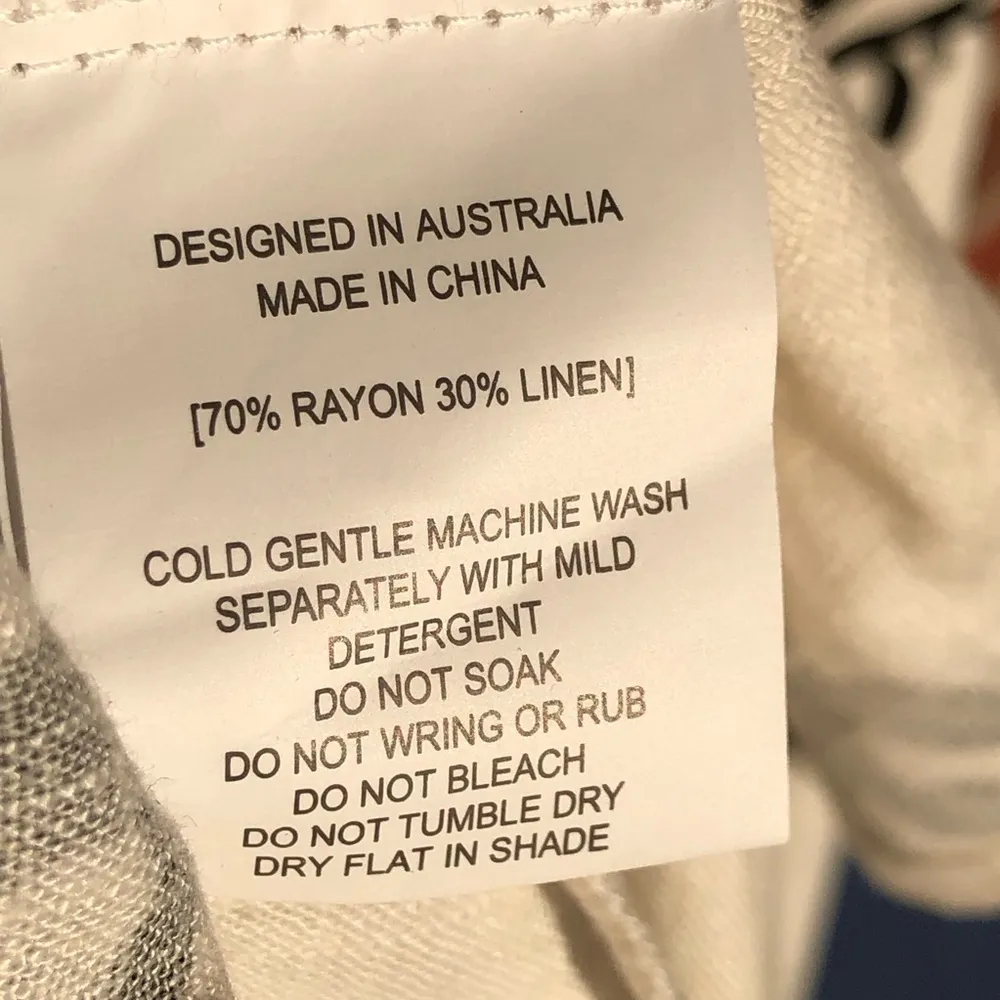 DESIGNED IN AUSTRALIA
MADE IN CHINA
[70% RAYON 30% LINEN]
COLD GENTLE MACHINE WASH
SEPARATELY WITH MILD
DETERGENT
DO NOT SOAK
DO NOT WRING OR RUB
DO NOT BLEACH
DO NOT TUMBLE DRY
DRY FLAT IN SHADE